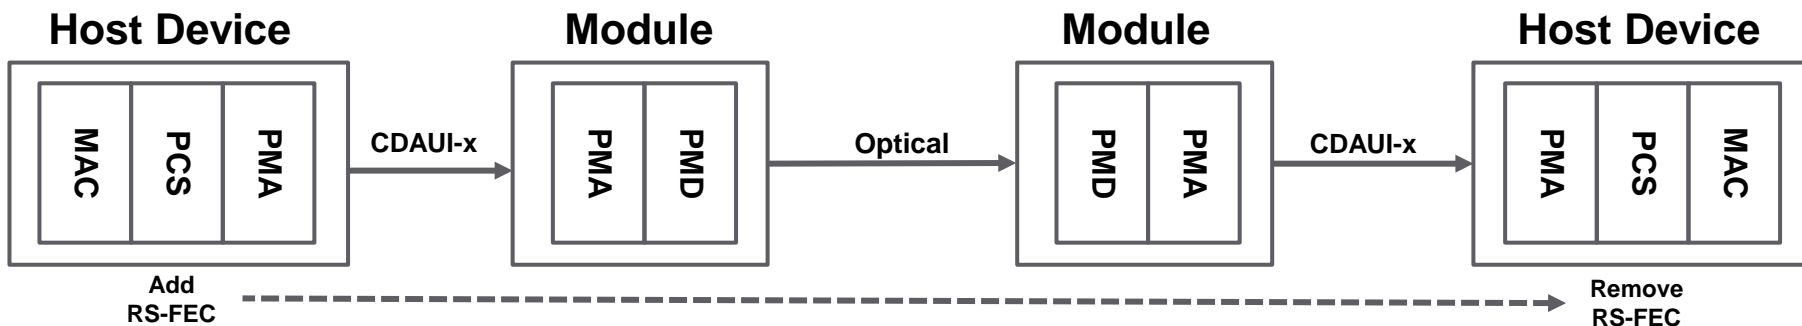 Host Device
Module
Module
Host Device
MAC
PCS
PMA
CDAUI-x
PMA
PMD
Optical
PMD
PMA
CDAUI-x
PMA
PCS
MAC
Add
RS-FEC
Remove
RS-FEC